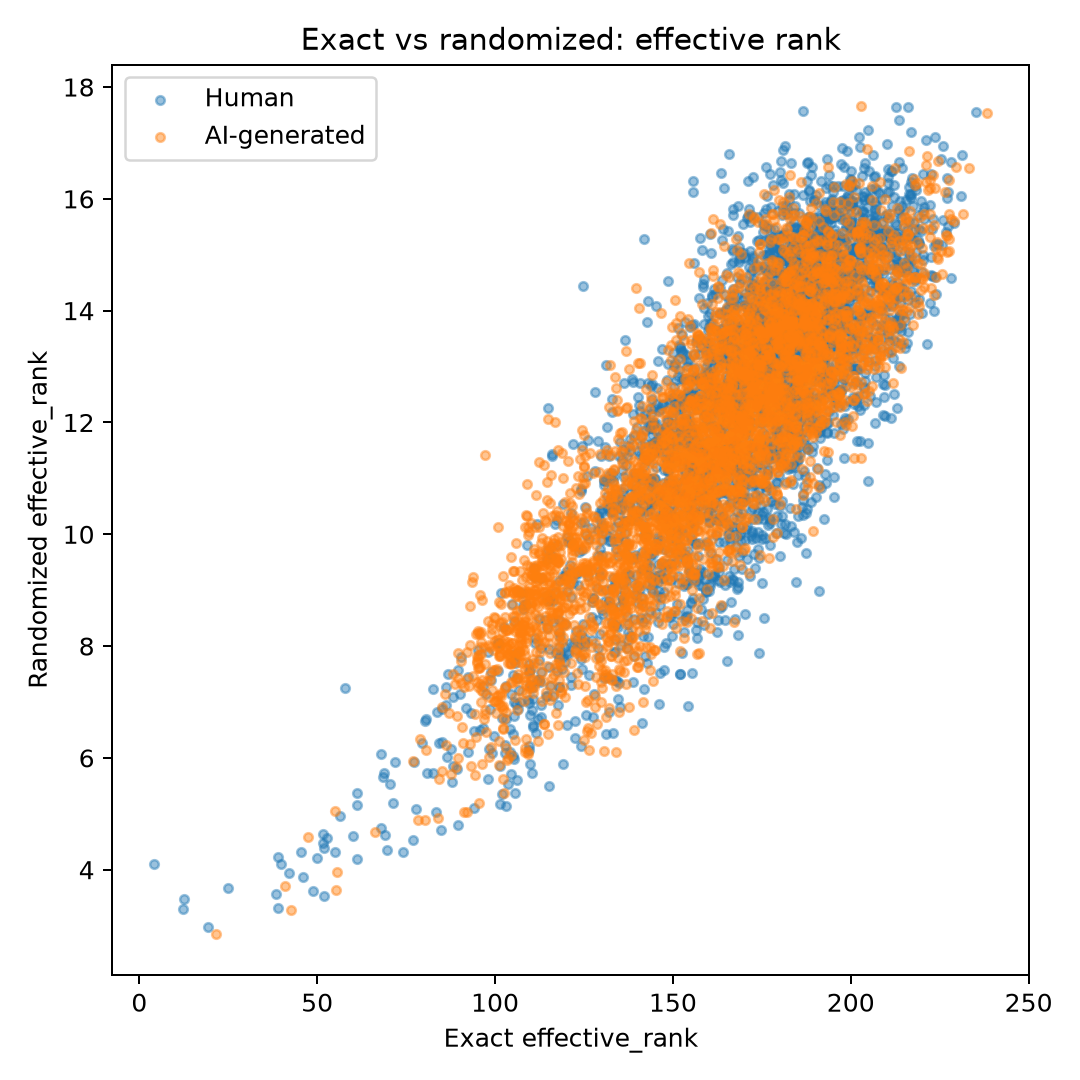 Exact vs randomized: effective rank
Human
AI-generated
18
16
14
12
10
8
6
4
Randomized effective_rank
0 50 100 150 200 250
Exact effective_rank